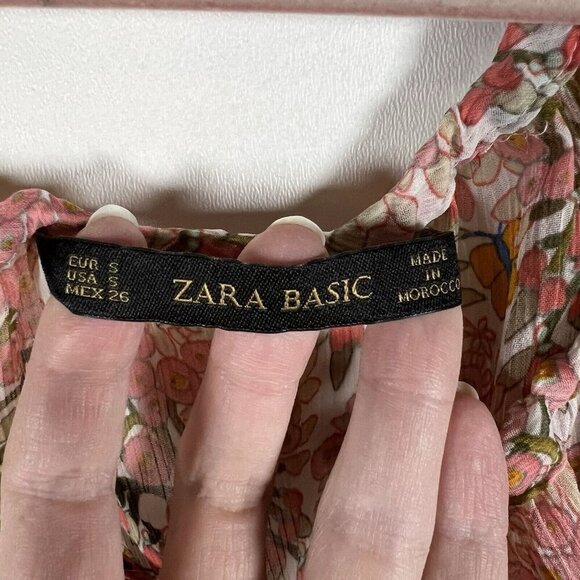 EUR S
USA S
MEX 26
ZARA BASIC
MADE
IN
MOROCCO